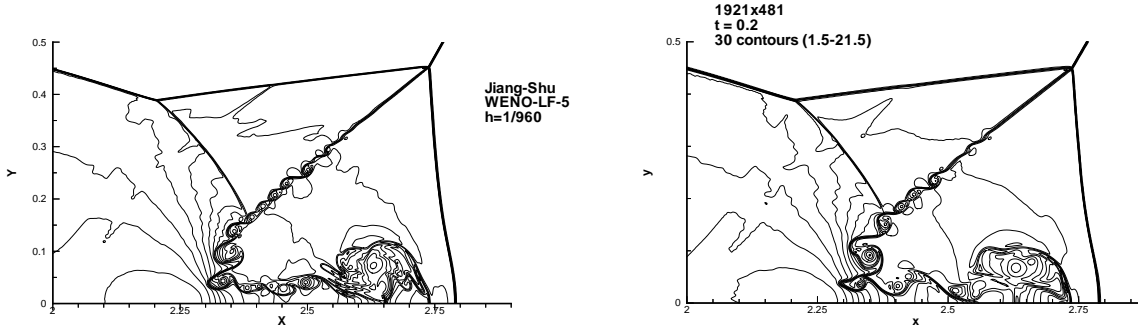 0.5
0.4
0.3
0.2
0.1
0
Y
2
2.25
2.5
2.75
X
Jiang-Shu
WENO-LF-5
h=1/960
1921x481
t = 0.2
30 contours (1.5-21.5)
0.5
0
y
2
2.25
2.5
2.75
x